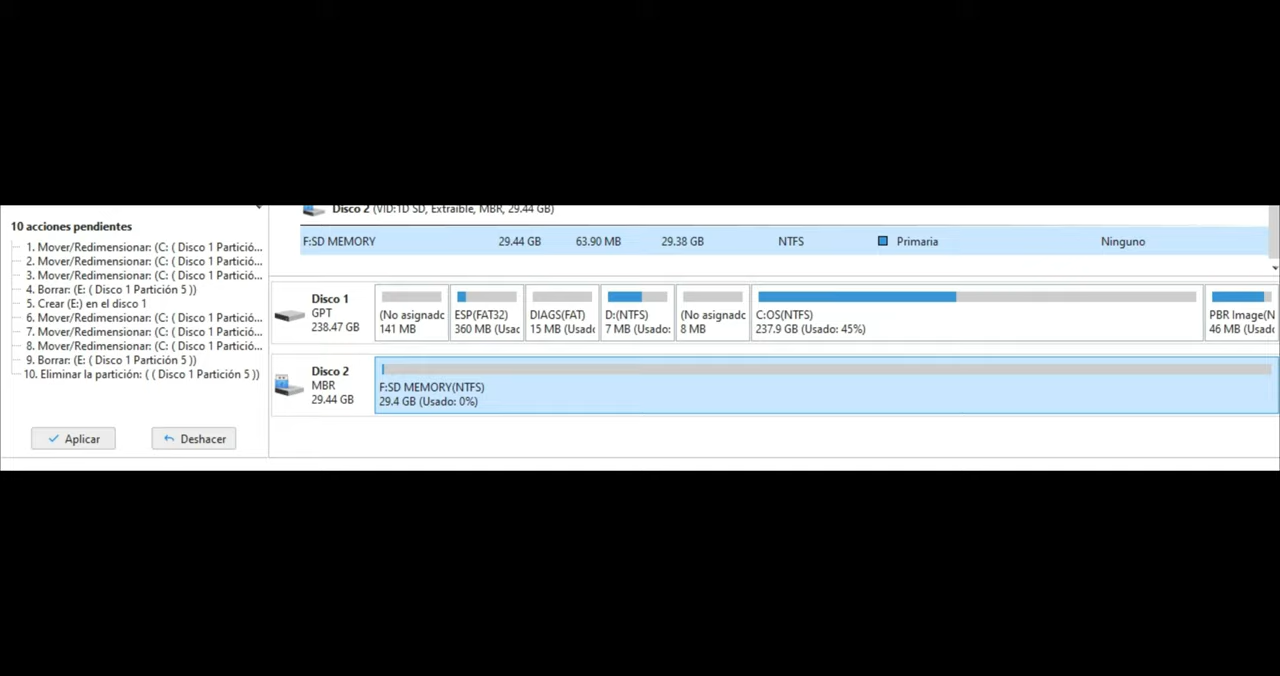 Disco 2 (VID:1D SD, Extraíble, MBR, 29.44 GB)
10 acciones pendientes
F:SD MEMORY 29.44 GB 63.90 MB 29.38 GB NTFS Primaria Ninguno
1. Mover/Redimensionar: (C: ( Disco 1 Partició...
2. Mover/Redimensionar: (C: ( Disco 1 Partició...
3. Mover/Redimensionar: (C: ( Disco 1 Partició...
4. Borrar: (E: ( Disco 1 Partición 5 ))
5. Crear (E:) en el disco 1
6. Mover/Redimensionar: (C: ( Disco 1 Partició...
7. Mover/Redimensionar: (C: ( Disco 1 Partició...
8. Mover/Redimensionar: (C: ( Disco 1 Partició...
9. Borrar: (E: ( Disco 1 Partición 5 ))
10. Eliminar la partición: ( ( Disco 1 Partición 5 ))
Aplicar Deshacer
Disco 1
GPT
238.47 GB
(No asignadc
141 MB
ESP(FAT32)
360 MB (Usac
DIAGS(FAT)
15 MB (Usadc
D:(NTFS)
7 MB (Usado:
(No asignadc
8 MB
C:OS(NTFS)
237.9 GB (Usado: 45%)
PBR Image(N
46 MB (Usadc
Disco 2
MBR
29.44 GB
F:SD MEMORY(NTFS)
29.4 GB (Usado: 0%)